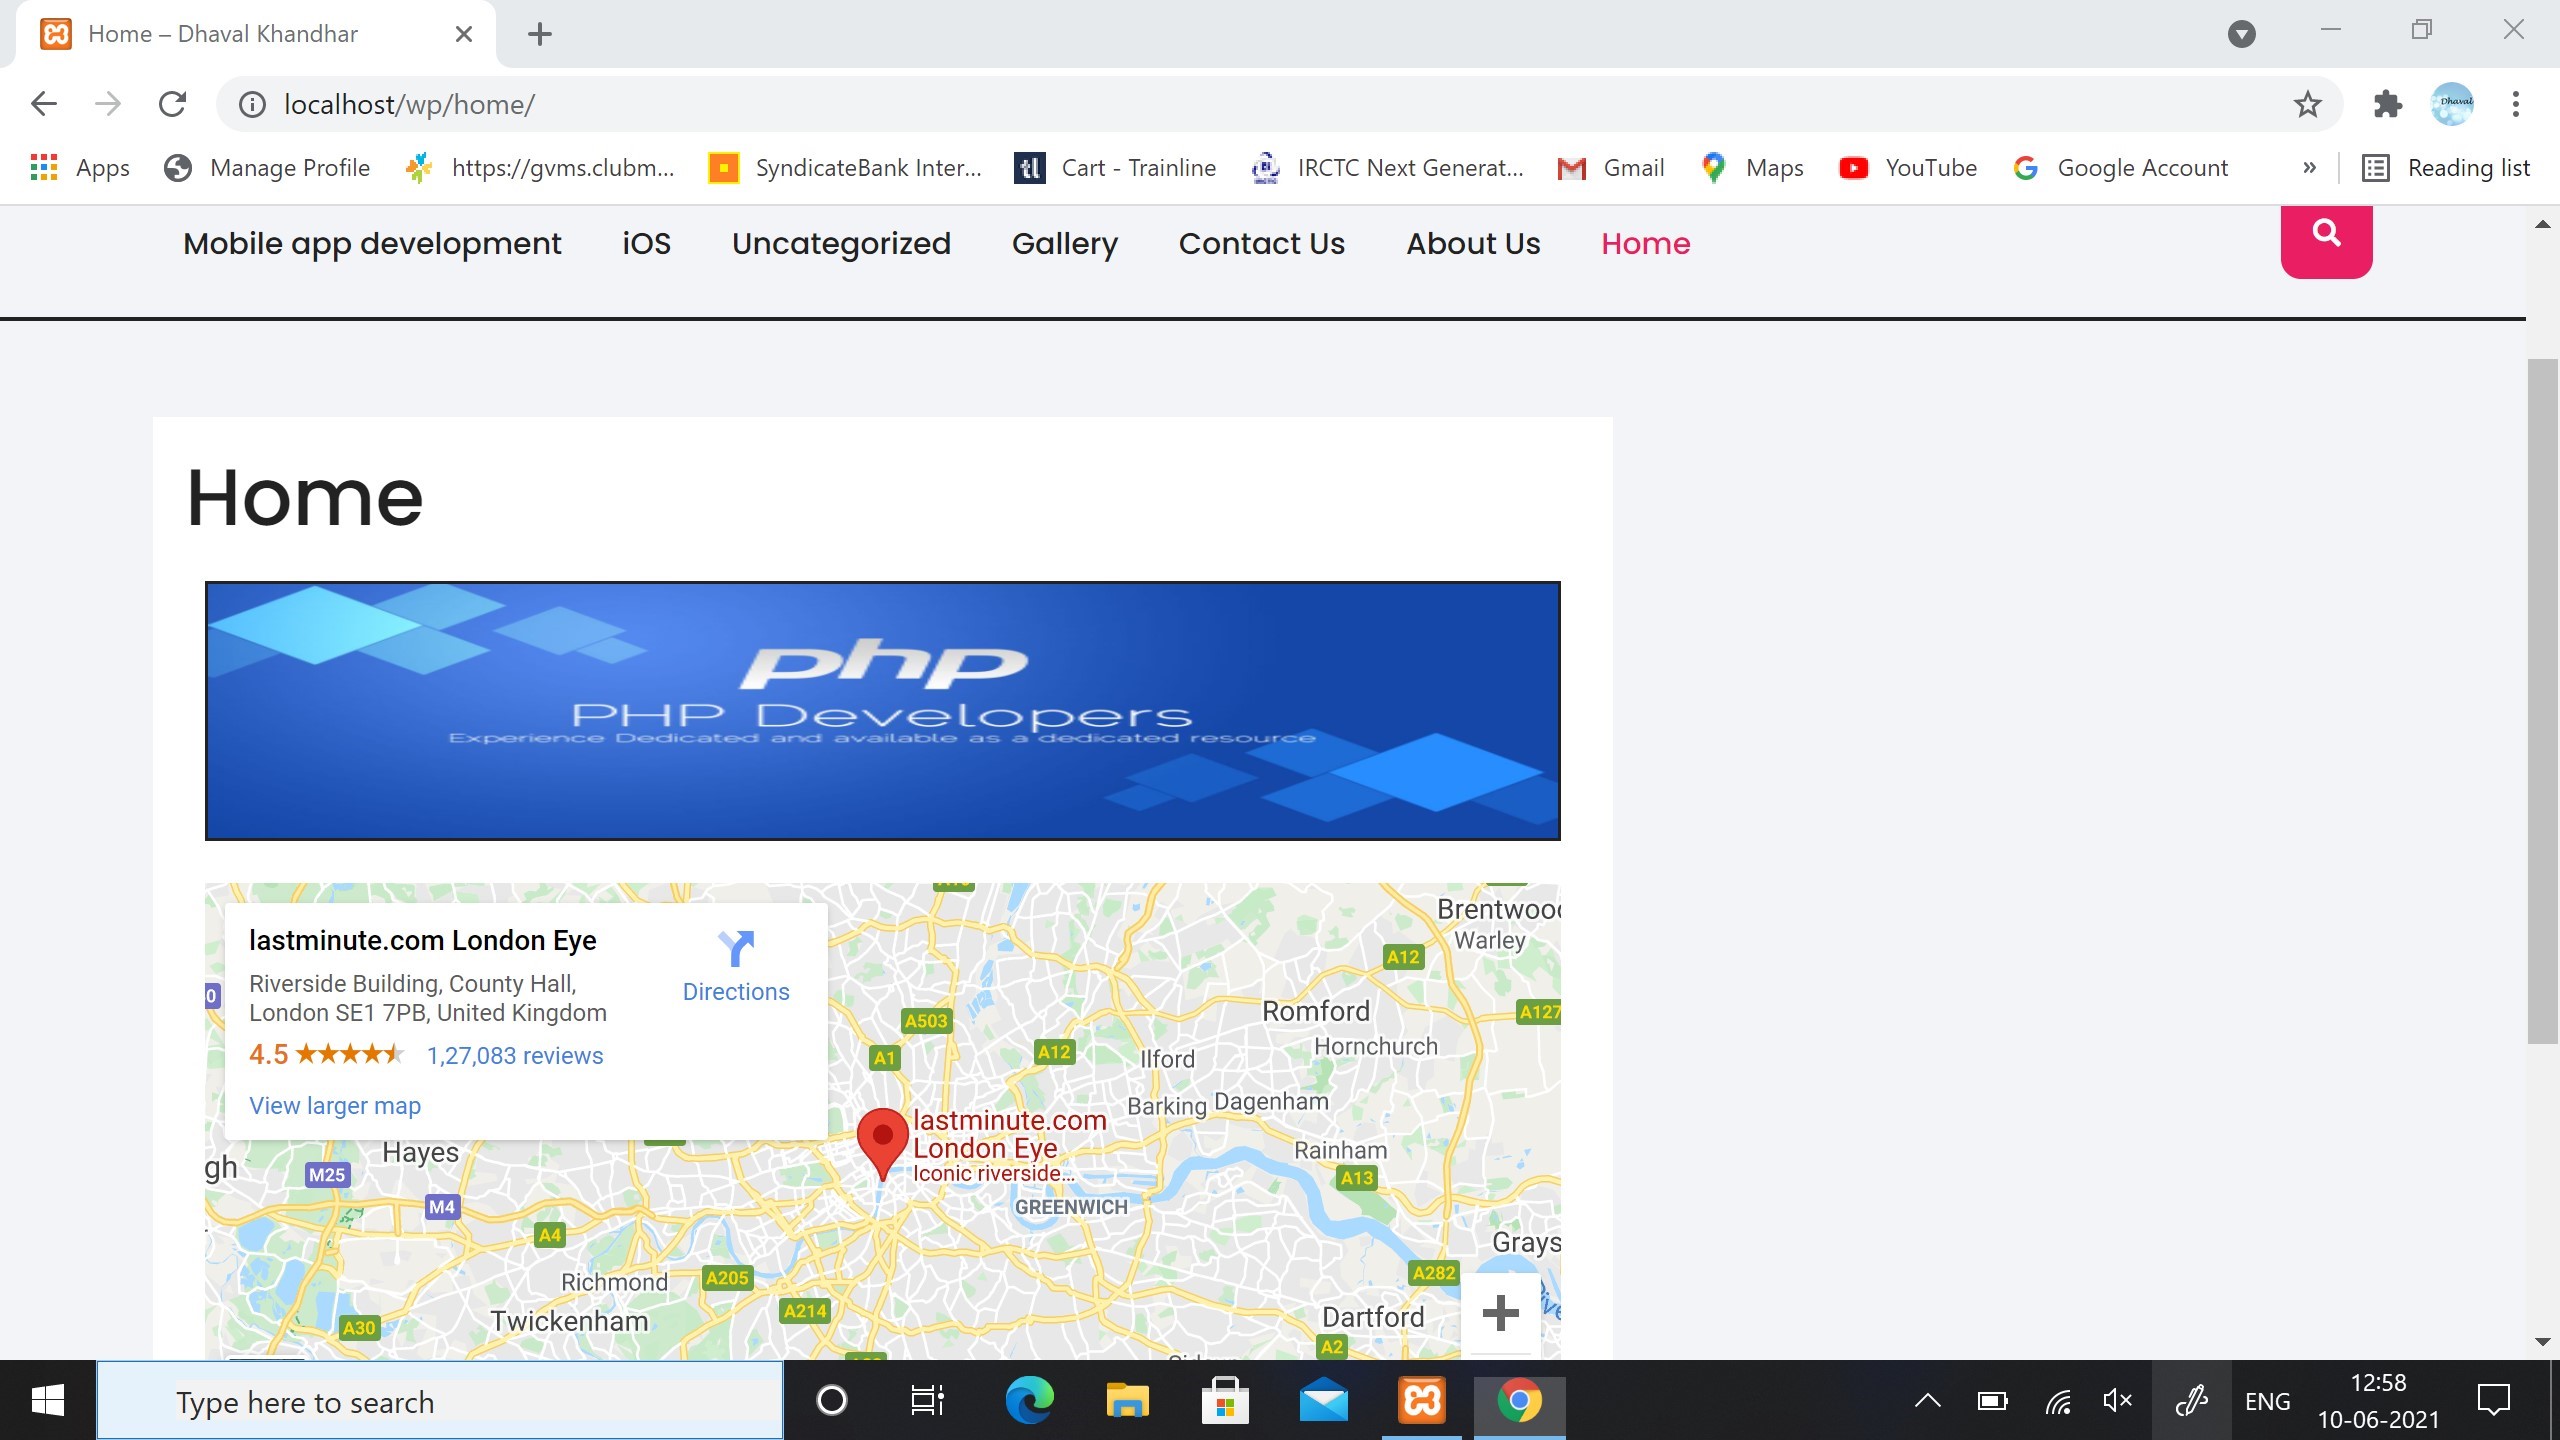 Home – Dhaval Khandhar
localhost/wp/home/
Dhaval
Apps Manage Profile https://gvms.clubm... SyndicateBank Inter... tl Cart - Trainline IRCTC Next Generat... Gmail Maps YouTube Google Account » Reading list
Mobile app development iOS Uncategorized Gallery Contact Us About Us Home
Home
php
PHP Developers
Experience Dedicated and available as a dedicated resource
lastminute.com London Eye
Riverside Building, County Hall,
London SE1 7PB, United Kingdom
Directions
4.5 1,27,083 reviews
View larger map
Brentwood
Warley
A12
Romford
A127
A503
Hornchurch
A1
A12
Ilford
Barking
Dagenham
lastminute.com
London Eye
Iconic riverside...
Rainham
A13
gh
Hayes
M25
M4
GREENWICH
A4
Grays
Richmond
A205
A282
A214
Twickenham
A30
Dartford
A2
Type here to search
ENG
12:58
10-06-2021